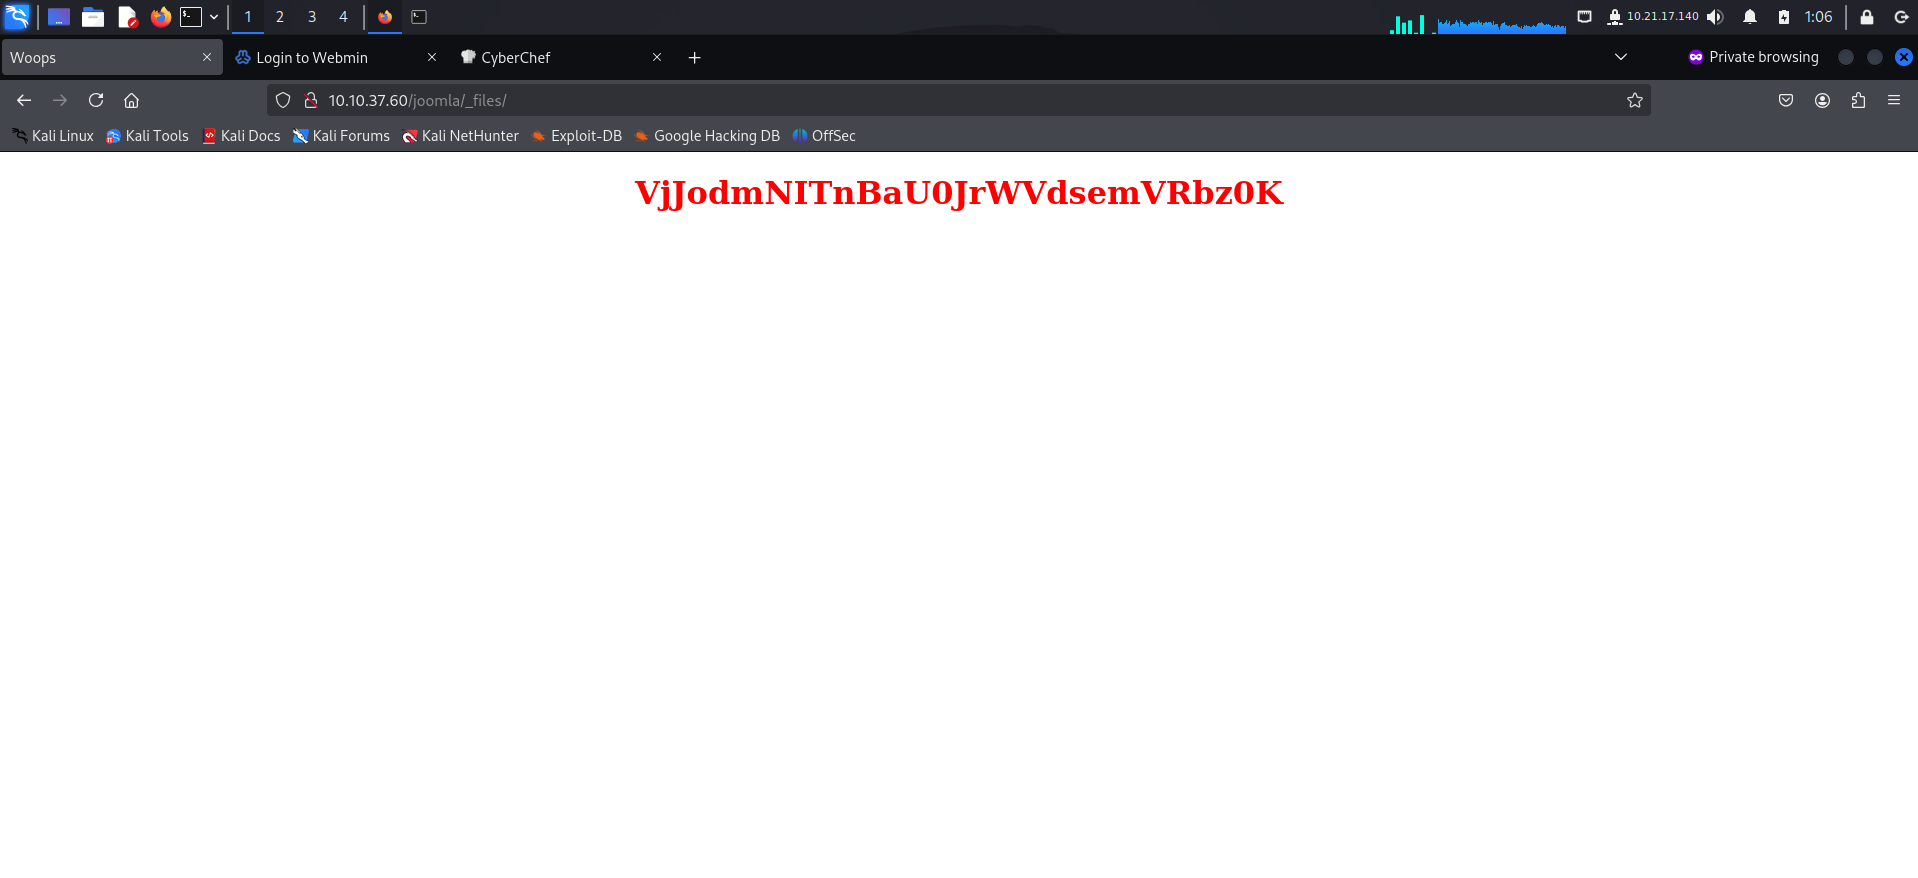 1 2 3 4
10.21.17.140
1:06
Woops
Login to Webmin
CyberChef
Private browsing
10.10.37.60/joomla/_files/
Kali Linux
Kali Tools
Kali Docs
Kali Forums
Kali NetHunter
Exploit-DB
Google Hacking DB
OffSec
VjJodmNITnBaU0JrWVdsemVRbz0K